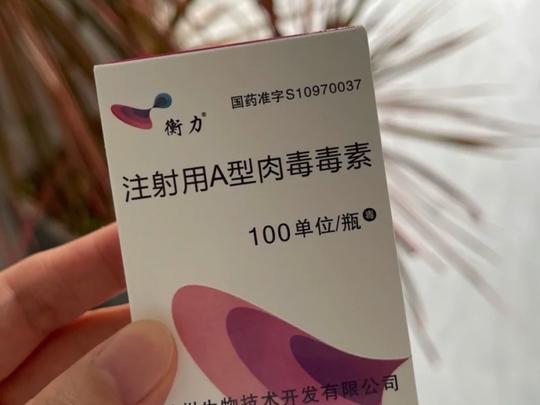 国药准字S10970037
衡力®
注射用A型肉毒毒素
100单位/瓶 毒
生物技术开发有限公司